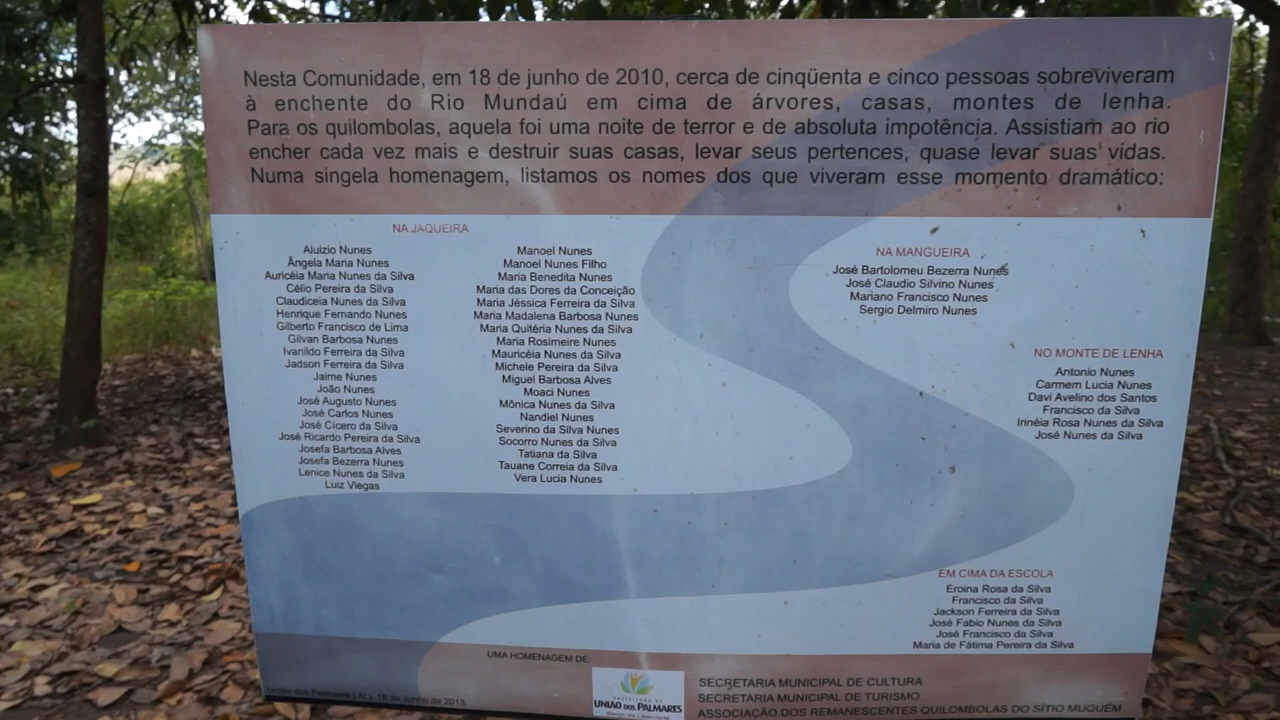 Nesta Comunidade, em 18 de junho de 2010, cerca de cinqüenta e cinco pessoas sobreviveram
à enchente do Rio Mundaú em cima de árvores, casas, montes de lenha.
Para os quilombolas, aquela foi uma noite de terror e de absoluta impotência. Assistiam ao rio
encher cada vez mais e destruir suas casas, levar seus pertences, quase levar suas vidas.
Numa singela homenagem, listamos os nomes dos que viveram esse momento dramático:
NA JAQUEIRA
Aluizio Nunes
Ângela Maria Nunes
Auricéia Maria Nunes da Silva
Célio Pereira da Silva
Claudiceia Nunes da Silva
Henrique Fernando Nunes
Gilberto Francisco de Lima
Gilvan Barbosa Nunes
Ivanildo Ferreira da Silva
Jadson Ferreira da Silva
Jaime Nunes
João Nunes
José Augusto Nunes
José Carlos Nunes
José Cícero da Silva
José Ricardo Pereira da Silva
Josefa Barbosa Alves
Josefa Bezerra Nunes
Lenice Nunes da Silva
Luiz Viegas
Manoel Nunes
Manoel Nunes Filho
Maria Benedita Nunes
Maria das Dores da Conceição
Maria Jéssica Ferreira da Silva
Maria Madalena Barbosa Nunes
Maria Quitéria Nunes da Silva
Maria Rosimeire Nunes
Mauricéia Nunes da Silva
Michele Pereira da Silva
Miguel Barbosa Alves
Moaci Nunes
Mônica Nunes da Silva
Nandiel Nunes
Severino da Silva Nunes
Socorro Nunes da Silva
Tatiana da Silva
Tauane Correia da Silva
Vera Lucia Nunes
NA MANGUEIRA
José Bartolomeu Bezerra Nunes
José Claudio Silvino Nunes
Mariano Francisco Nunes
Sergio Delmiro Nunes
NO MONTE DE LENHA
Antonio Nunes
Carmem Lucia Nunes
Davi Avelino dos Santos
Francisco da Silva
Irinéia Rosa Nunes da Silva
José Nunes da Silva
EM CIMA DA ESCOLA
Eroina Rosa da Silva
Francisco da Silva
Jackson Ferreira da Silva
José Fabio Nunes da Silva
José Francisco da Silva
Maria de Fátima Pereira da Silva
UMA HOMENAGEM DE:
PREFEITURA DE
UNIÃO DOS PALMARES
SECRETARIA MUNICIPAL DE CULTURA
SECRETARIA MUNICIPAL DE TURISMO
ASSOCIAÇÃO DOS REMANESCENTES QUILOMBOLAS DO SÍTIO MUQUÉM
União dos Palmares ( Al ), 18 de Junho de 2013